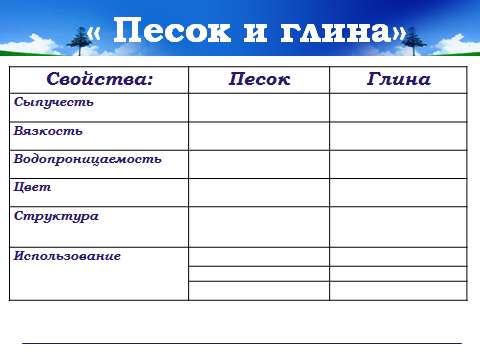 « Песок и глина»
Свойства: Песок Глина
Сыпучесть
Вязкость
Водопроницаемость
Цвет
Структура
Использование